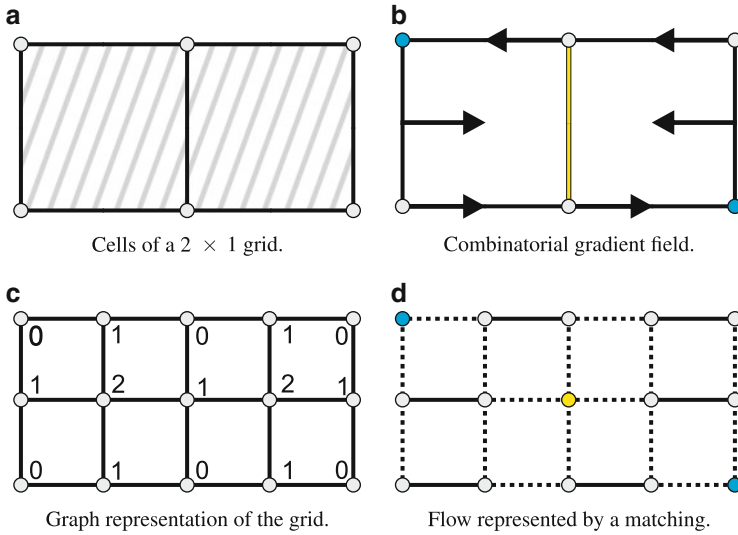 a
b
Cells of a 2 × 1 grid.
Combinatorial gradient field.
c
d
0 1 0 1 0
1 2 1 2 1
0 1 0 1 0
Graph representation of the grid.
Flow represented by a matching.